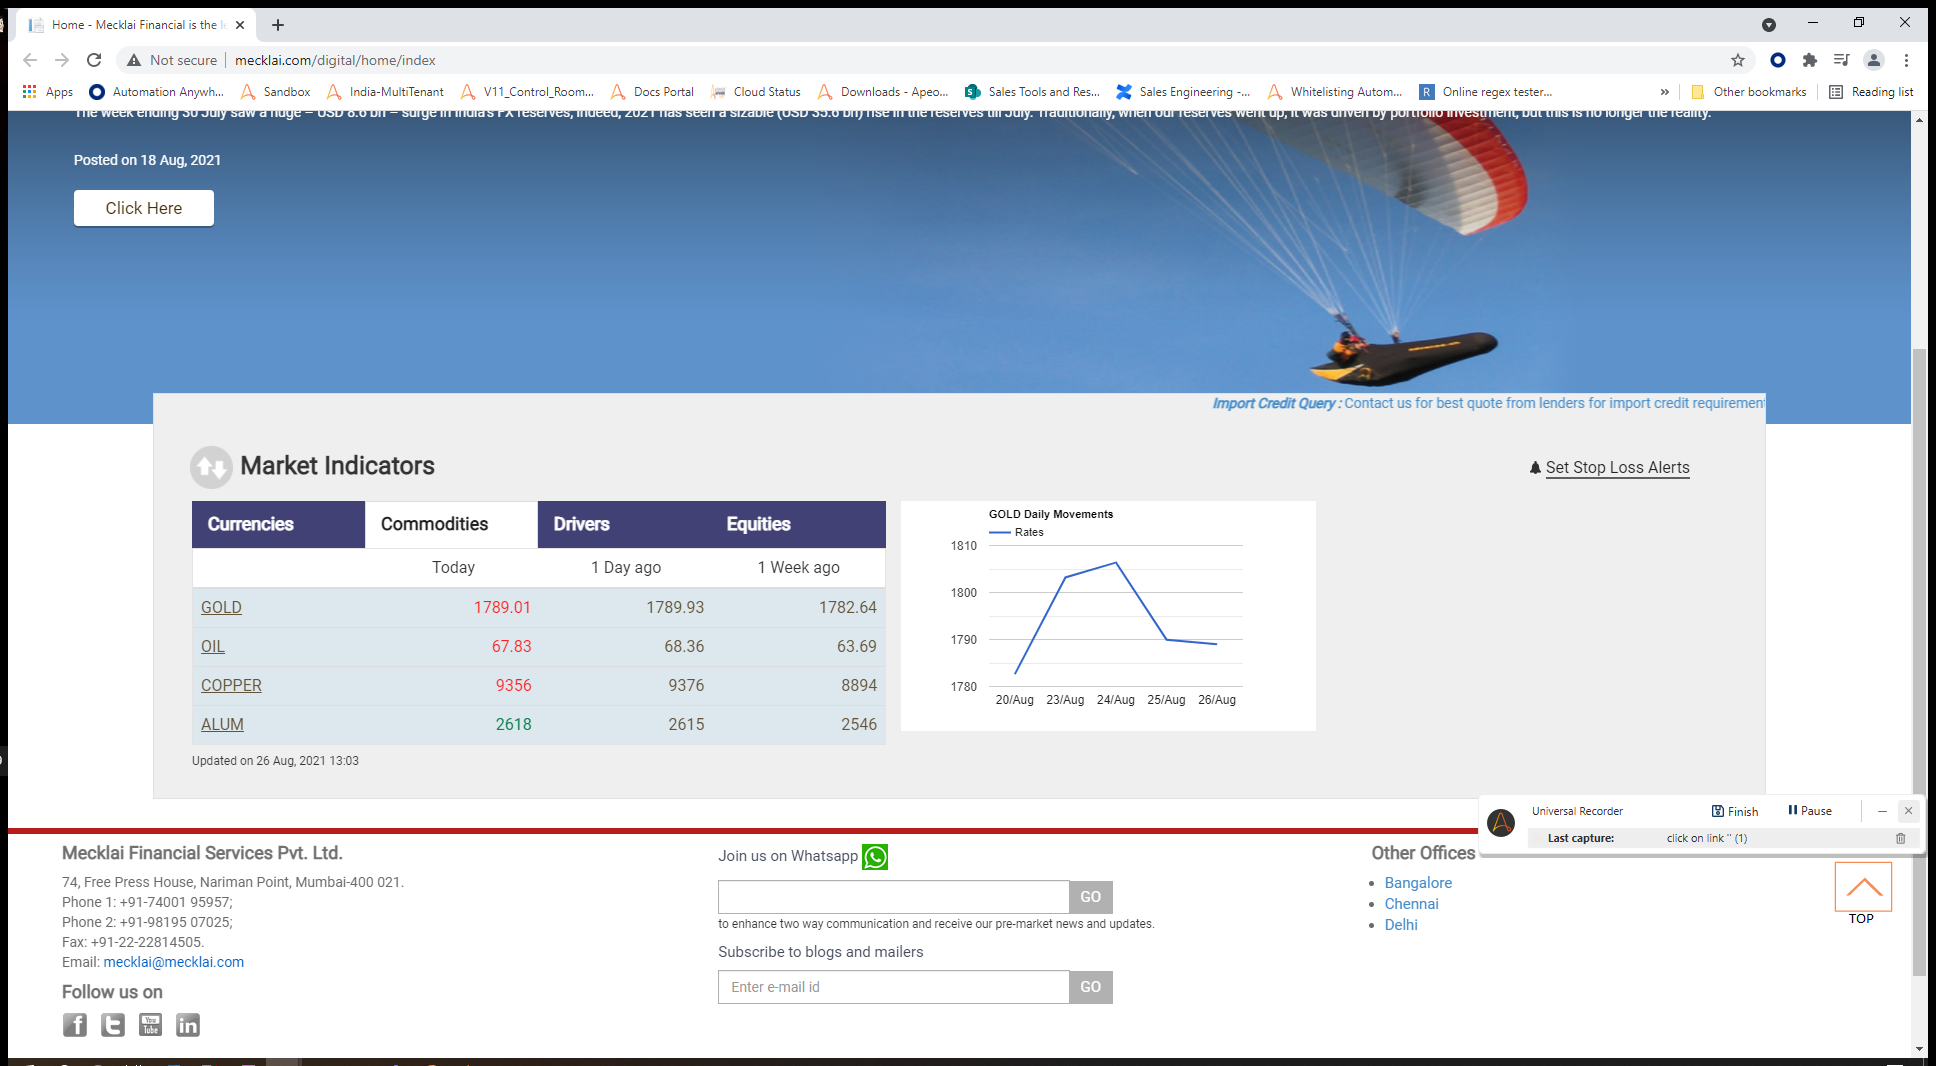 Home - Mecklai Financial is the l
Not secure mecklai.com/digital/home/index
Apps Automation Anywh... Sandbox India-MultiTenant V11_Control_Room... Docs Portal Cloud Status Downloads - Apeo... Sales Tools and Res... Sales Engineering -... Whitelisting Autom... R Online regex tester... » Other bookmarks Reading list
The week ending 30 July saw a huge – USD 8.6 bn – surge in India's FX reserves; indeed, 2021 has seen a sizable (USD 35.6 bn) rise in the reserves till July. Traditionally, when our reserves went up, it was driven by portfolio investment, but this is no longer the reality.
Posted on 18 Aug, 2021
Click Here
Import Credit Query : Contact us for best quote from lenders for import credit requirement
Market Indicators
Set Stop Loss Alerts
Currencies Commodities Drivers Equities
Today 1 Day ago 1 Week ago
GOLD 1789.01 1789.93 1782.64
OIL 67.83 68.36 63.69
COPPER 9356 9376 8894
ALUM 2618 2615 2546
Updated on 26 Aug, 2021 13:03
GOLD Daily Movements
Rates
1810
1800
1790
1780
20/Aug 23/Aug 24/Aug 25/Aug 26/Aug
Universal Recorder Finish Pause
Last capture: click on link '' (1)
Mecklai Financial Services Pvt. Ltd.
74, Free Press House, Nariman Point, Mumbai-400 021.
Phone 1: +91-74001 95957;
Phone 2: +91-98195 07025;
Fax: +91-22-22814505.
Email: mecklai@mecklai.com
Follow us on
f t You Tube in
Join us on Whatsapp
GO
to enhance two way communication and receive our pre-market news and updates.
Subscribe to blogs and mailers
Enter e-mail id GO
Other Offices
Bangalore
Chennai
Delhi
TOP